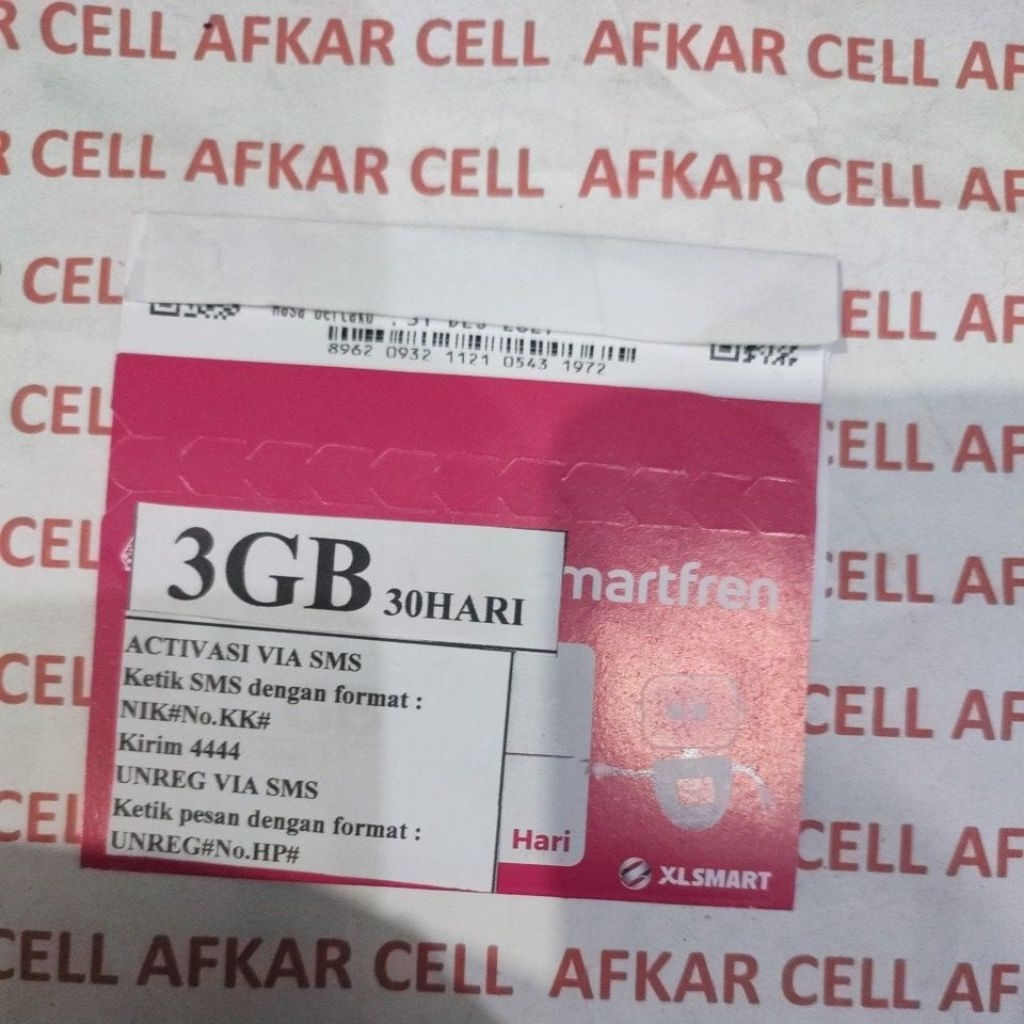 R CELL AFKAR CELL AFKAR CELL AF
R CELL AFKAR CELL AFKAR CELL AF
CEL ELL AF
8962 0932 1121 0543 1972
CEL ELL AF
CEL ELL AF
3GB 30HARI
martfren
ACTIVASI VIA SMS
Ketik SMS dengan format :
NIK#No.KK#
Kirim 4444
UNREG VIA SMS
Ketik pesan dengan format :
UNREG#No.HP#
Hari
XLSMART
CEL CELL AF
CEL CELL AF
CELL AFKAR CELL AFKAR CELL AF